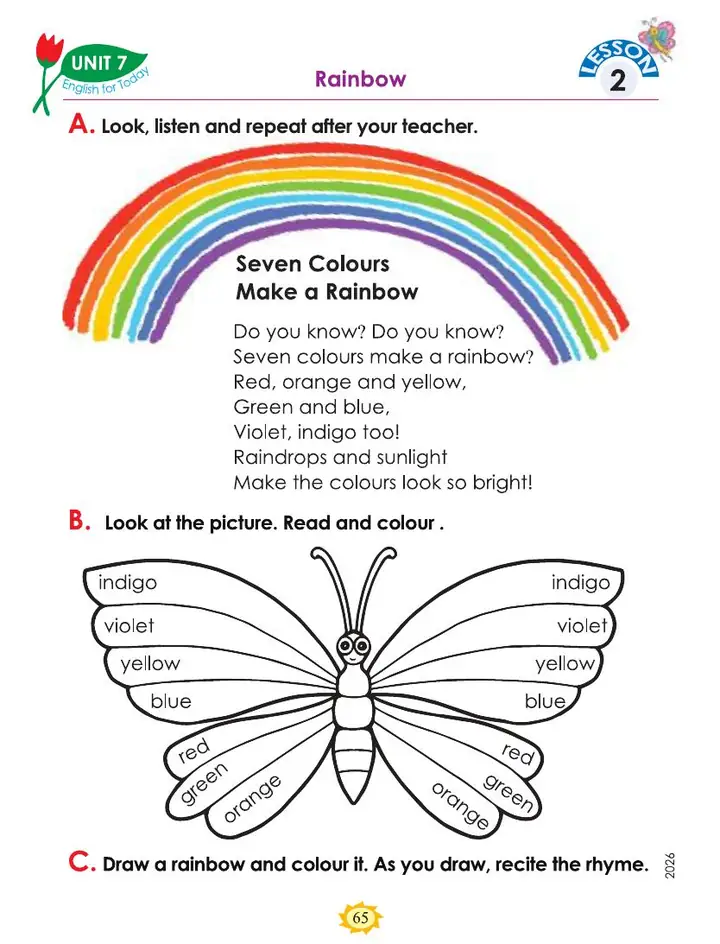 UNIT 7
English for Today
Rainbow
LESSON
2
A. Look, listen and repeat after your teacher.
Seven Colours
Make a Rainbow
Do you know? Do you know?
Seven colours make a rainbow?
Red, orange and yellow,
Green and blue,
Violet, indigo too!
Raindrops and sunlight
Make the colours look so bright!
B. Look at the picture. Read and colour .
indigo indigo
violet violet
yellow yellow
blue blue
red red
green green
orange orange
C. Draw a rainbow and colour it. As you draw, recite the rhyme.
2026
65